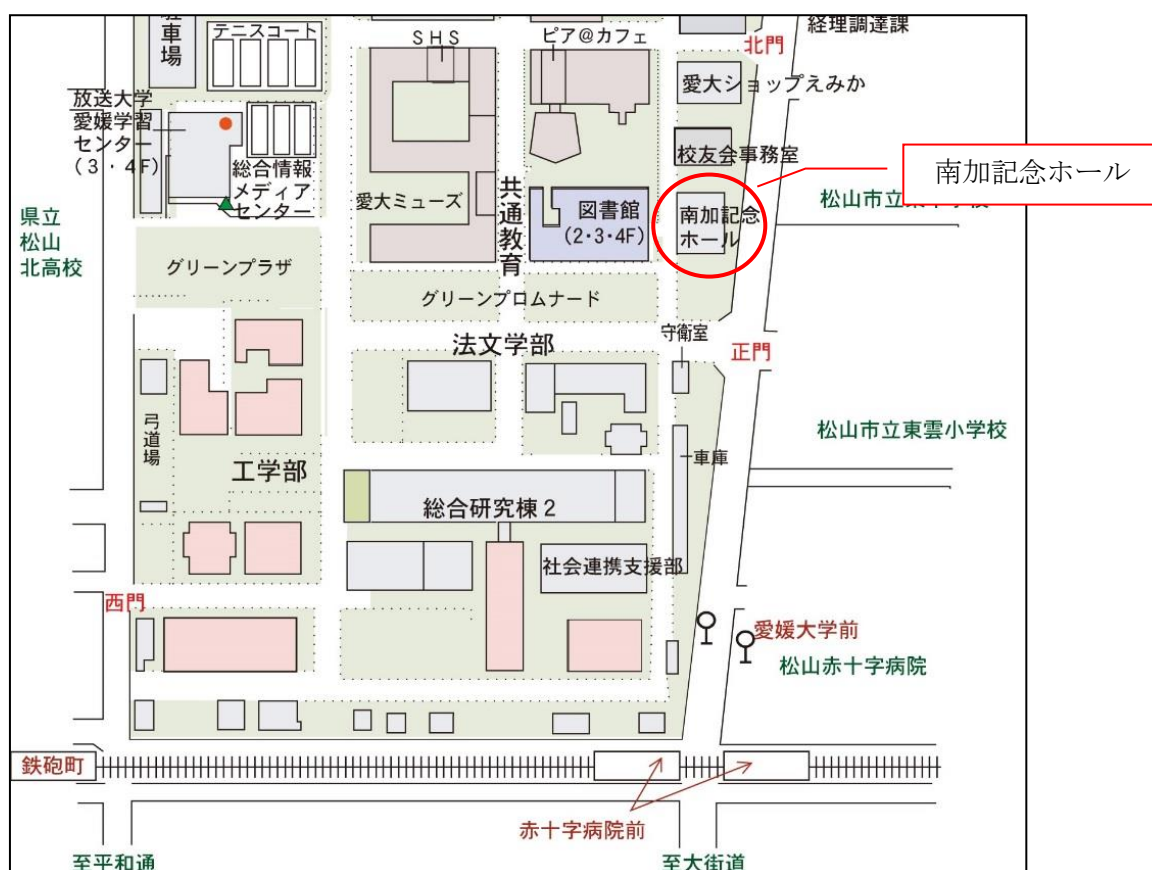 駐
車
場
テニスコート
SHS
ピア@カフェ
経理調達課
北門
愛大ショップえみか
放送大学
愛媛学習
センター
(3・4F)
総合情報
メディア
センター
愛大ミューズ
共通教育
図書館
(2・3・4F)
校友会事務室
南加記念
ホール
南加記念ホール
松山市立東中学校
県立
松山
北高校
グリーンプラザ
グリーンプロムナード
法文学部
守衛室
正門
弓道場
工学部
松山市立東雲小学校
車庫
総合研究棟2
社会連携支援部
西門
愛媛大学前
松山赤十字病院
鉄砲町
赤十字病院前
至平和通
至大街道